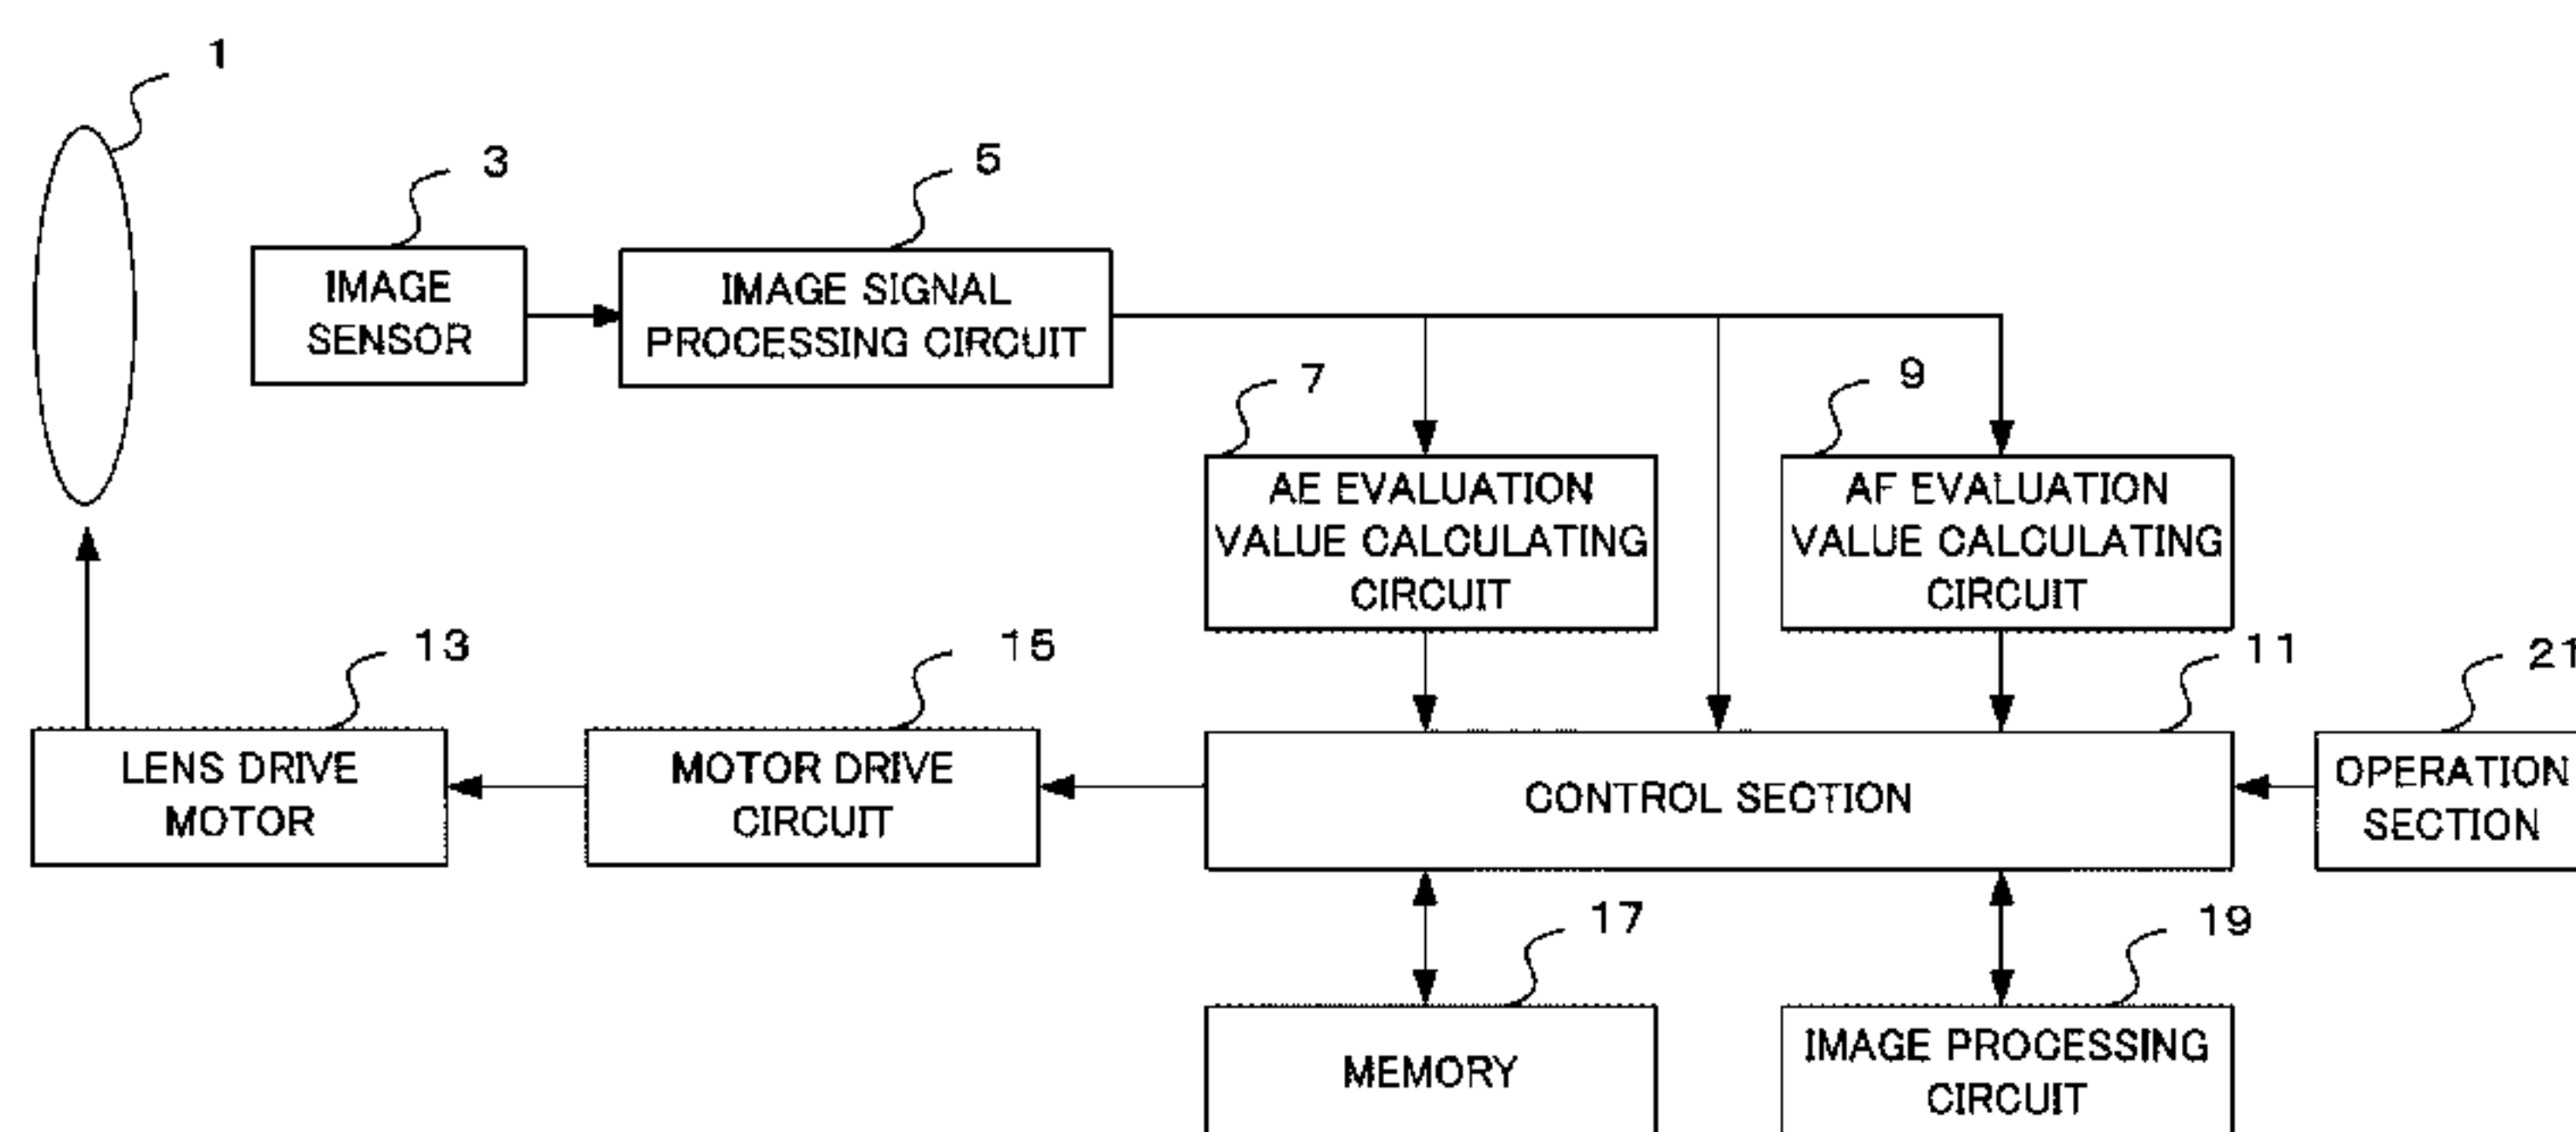 1
3
5
IMAGE
SENSOR
IMAGE SIGNAL
PROCESSING CIRCUIT
7
9
AE EVALUATION
VALUE CALCULATING
CIRCUIT
AF EVALUATION
VALUE CALCULATING
CIRCUIT
13
15
11
21
LENS DRIVE
MOTOR
MOTOR DRIVE
CIRCUIT
CONTROL SECTION
OPERATION
SECTION
17
19
MEMORY
IMAGE PROCESSING
CIRCUIT